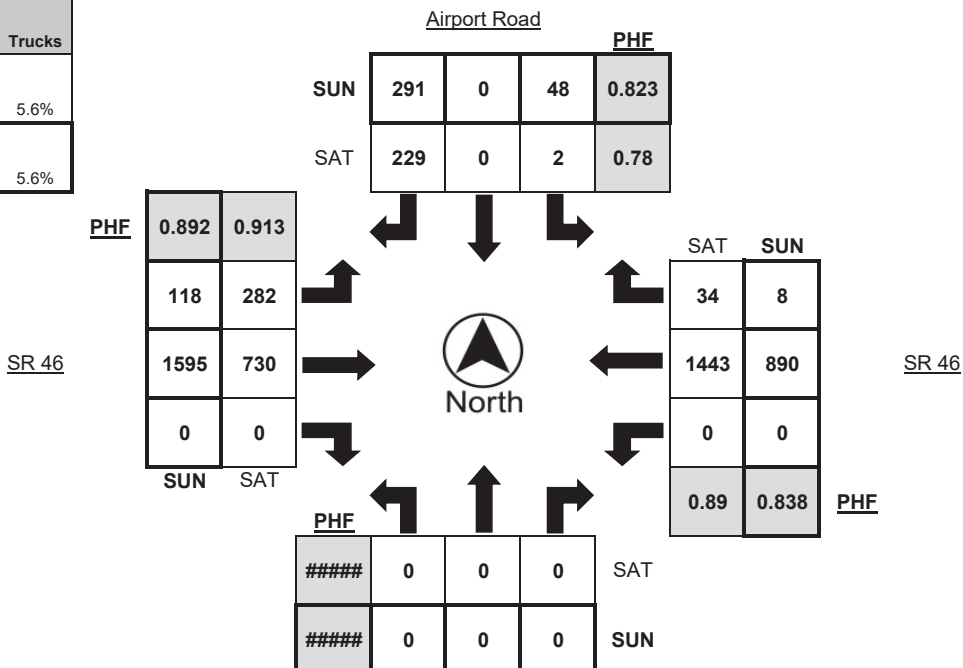 Airport Road
Trucks
PHF
SUN 291 0 48 0.823
5.6%
SAT 229 0 2 0.78
5.6%
PHF 0.892 0.913
SAT SUN
118 282
34 8
SR 46 1595 730
1443 890 SR 46
North
0 0
0 0
SUN SAT
0.89 0.838 PHF
PHF
##### 0 0 0 SAT
##### 0 0 0 SUN